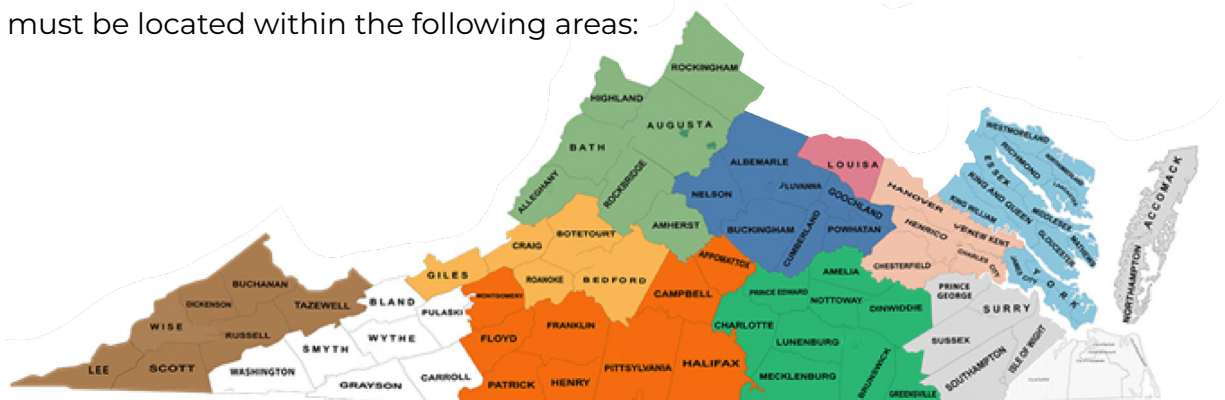 must be located within the following areas:
ROCKINGHAM
HIGHLAND
AUGUSTA
BATH
ALLEGHANY
ROCKBRIDGE
AMHERST
ALBEMARLE
NELSON
FLUVANNA
GOOCHLAND
BUCKINGHAM
CUMBERLAND
POWHATAN
LOUISA
HANOVER
HENRICO
NEW KENT
CHARLES CITY
CHESTERFIELD
WESTMORELAND
RICHMOND
NORTHUMBERLAND
LANCASTER
ESSEX
KING AND QUEEN
KING WILLIAM
MIDDLESEX
MATHEWS
GLOUCESTER
JAMES CITY
YORK
ACCOMACK
NORTHAMPTON
CRAIG
BOTETOURT
GILES
ROANOKE
BEDFORD
BUCHANAN
DICKENSON
TAZEWELL
WISE
RUSSELL
LEE
SCOTT
BLAND
PULASKI
WYTHE
SMYTH
WASHINGTON
GRAYSON
CARROLL
MONTGOMERY
FLOYD
FRANKLIN
PATRICK
HENRY
PITTSYLVANIA
CAMPBELL
APPOMATTOX
HALIFAX
AMELIA
PRINCE EDWARD
NOTTOWAY
DINWIDDIE
CHARLOTTE
LUNENBURG
MECKLENBURG
BRUNSWICK
GREENSVILLE
PRINCE
GEORGE
SURRY
SUSSEX
SOUTHAMPTON
ISLE OF WIGHT